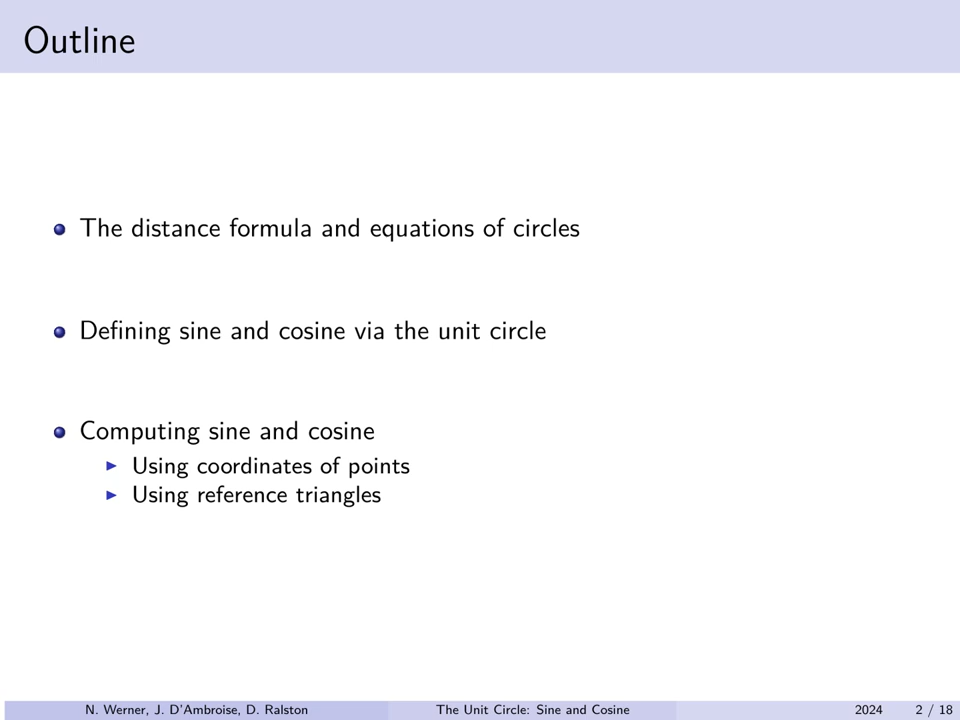 Outline
The distance formula and equations of circles
Defining sine and cosine via the unit circle
Computing sine and cosine
Using coordinates of points
Using reference triangles
N. Werner, J. D'Ambroise, D. Ralston The Unit Circle: Sine and Cosine 2024 2 / 18